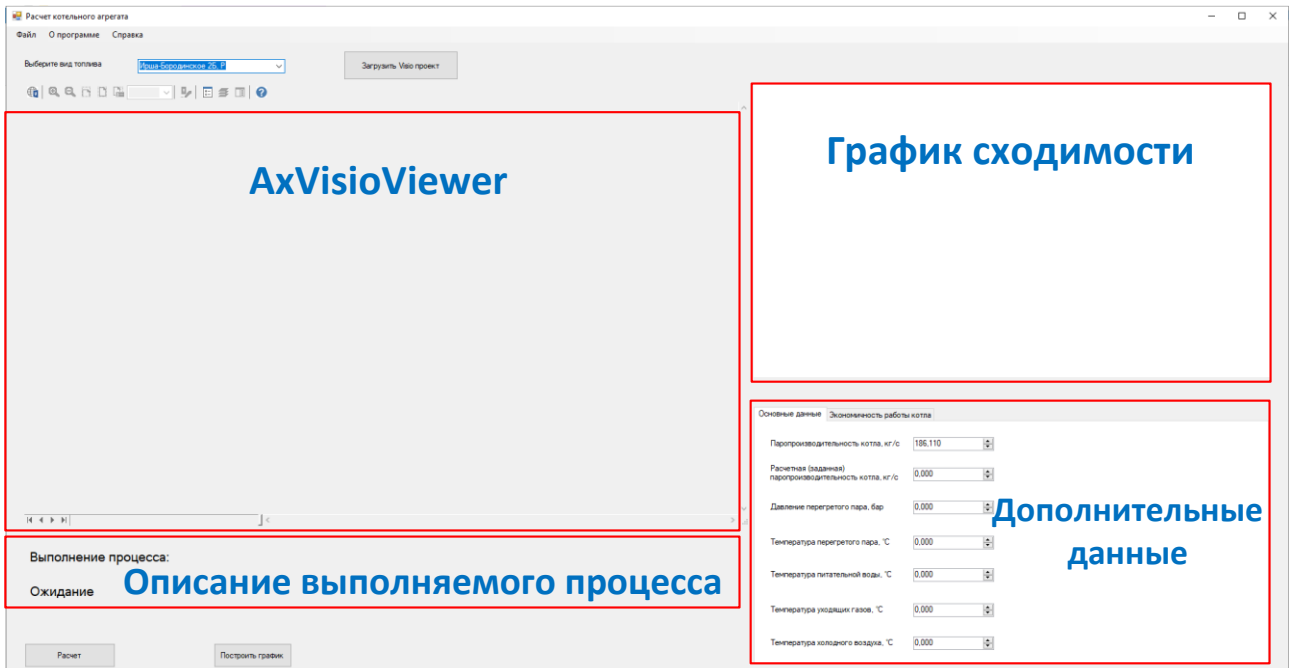 Расчет котельного агрегата
Файл О программе Справка
Выберите вид топлива
Ирша-Бородинское 2Б, Р
Загрузить Visio проект
AxVisioViewer
График сходимости
Основные данные Экономичность работы котла
Паропроизводительность котла, кг/с 186,110
Расчетная (заданная)
паропроизводительность котла, кг/с 0,000
Давление перегретого пара, бар 0,000
Температура перегретого пара, °С 0,000
Температура питательной воды, °С 0,000
Температура уходящих газов, °С 0,000
Температура холодного воздуха, °С 0,000
Дополнительные
данные
Выполнение процесса:
Ожидание
Описание выполняемого процесса
Расчет
Построить график